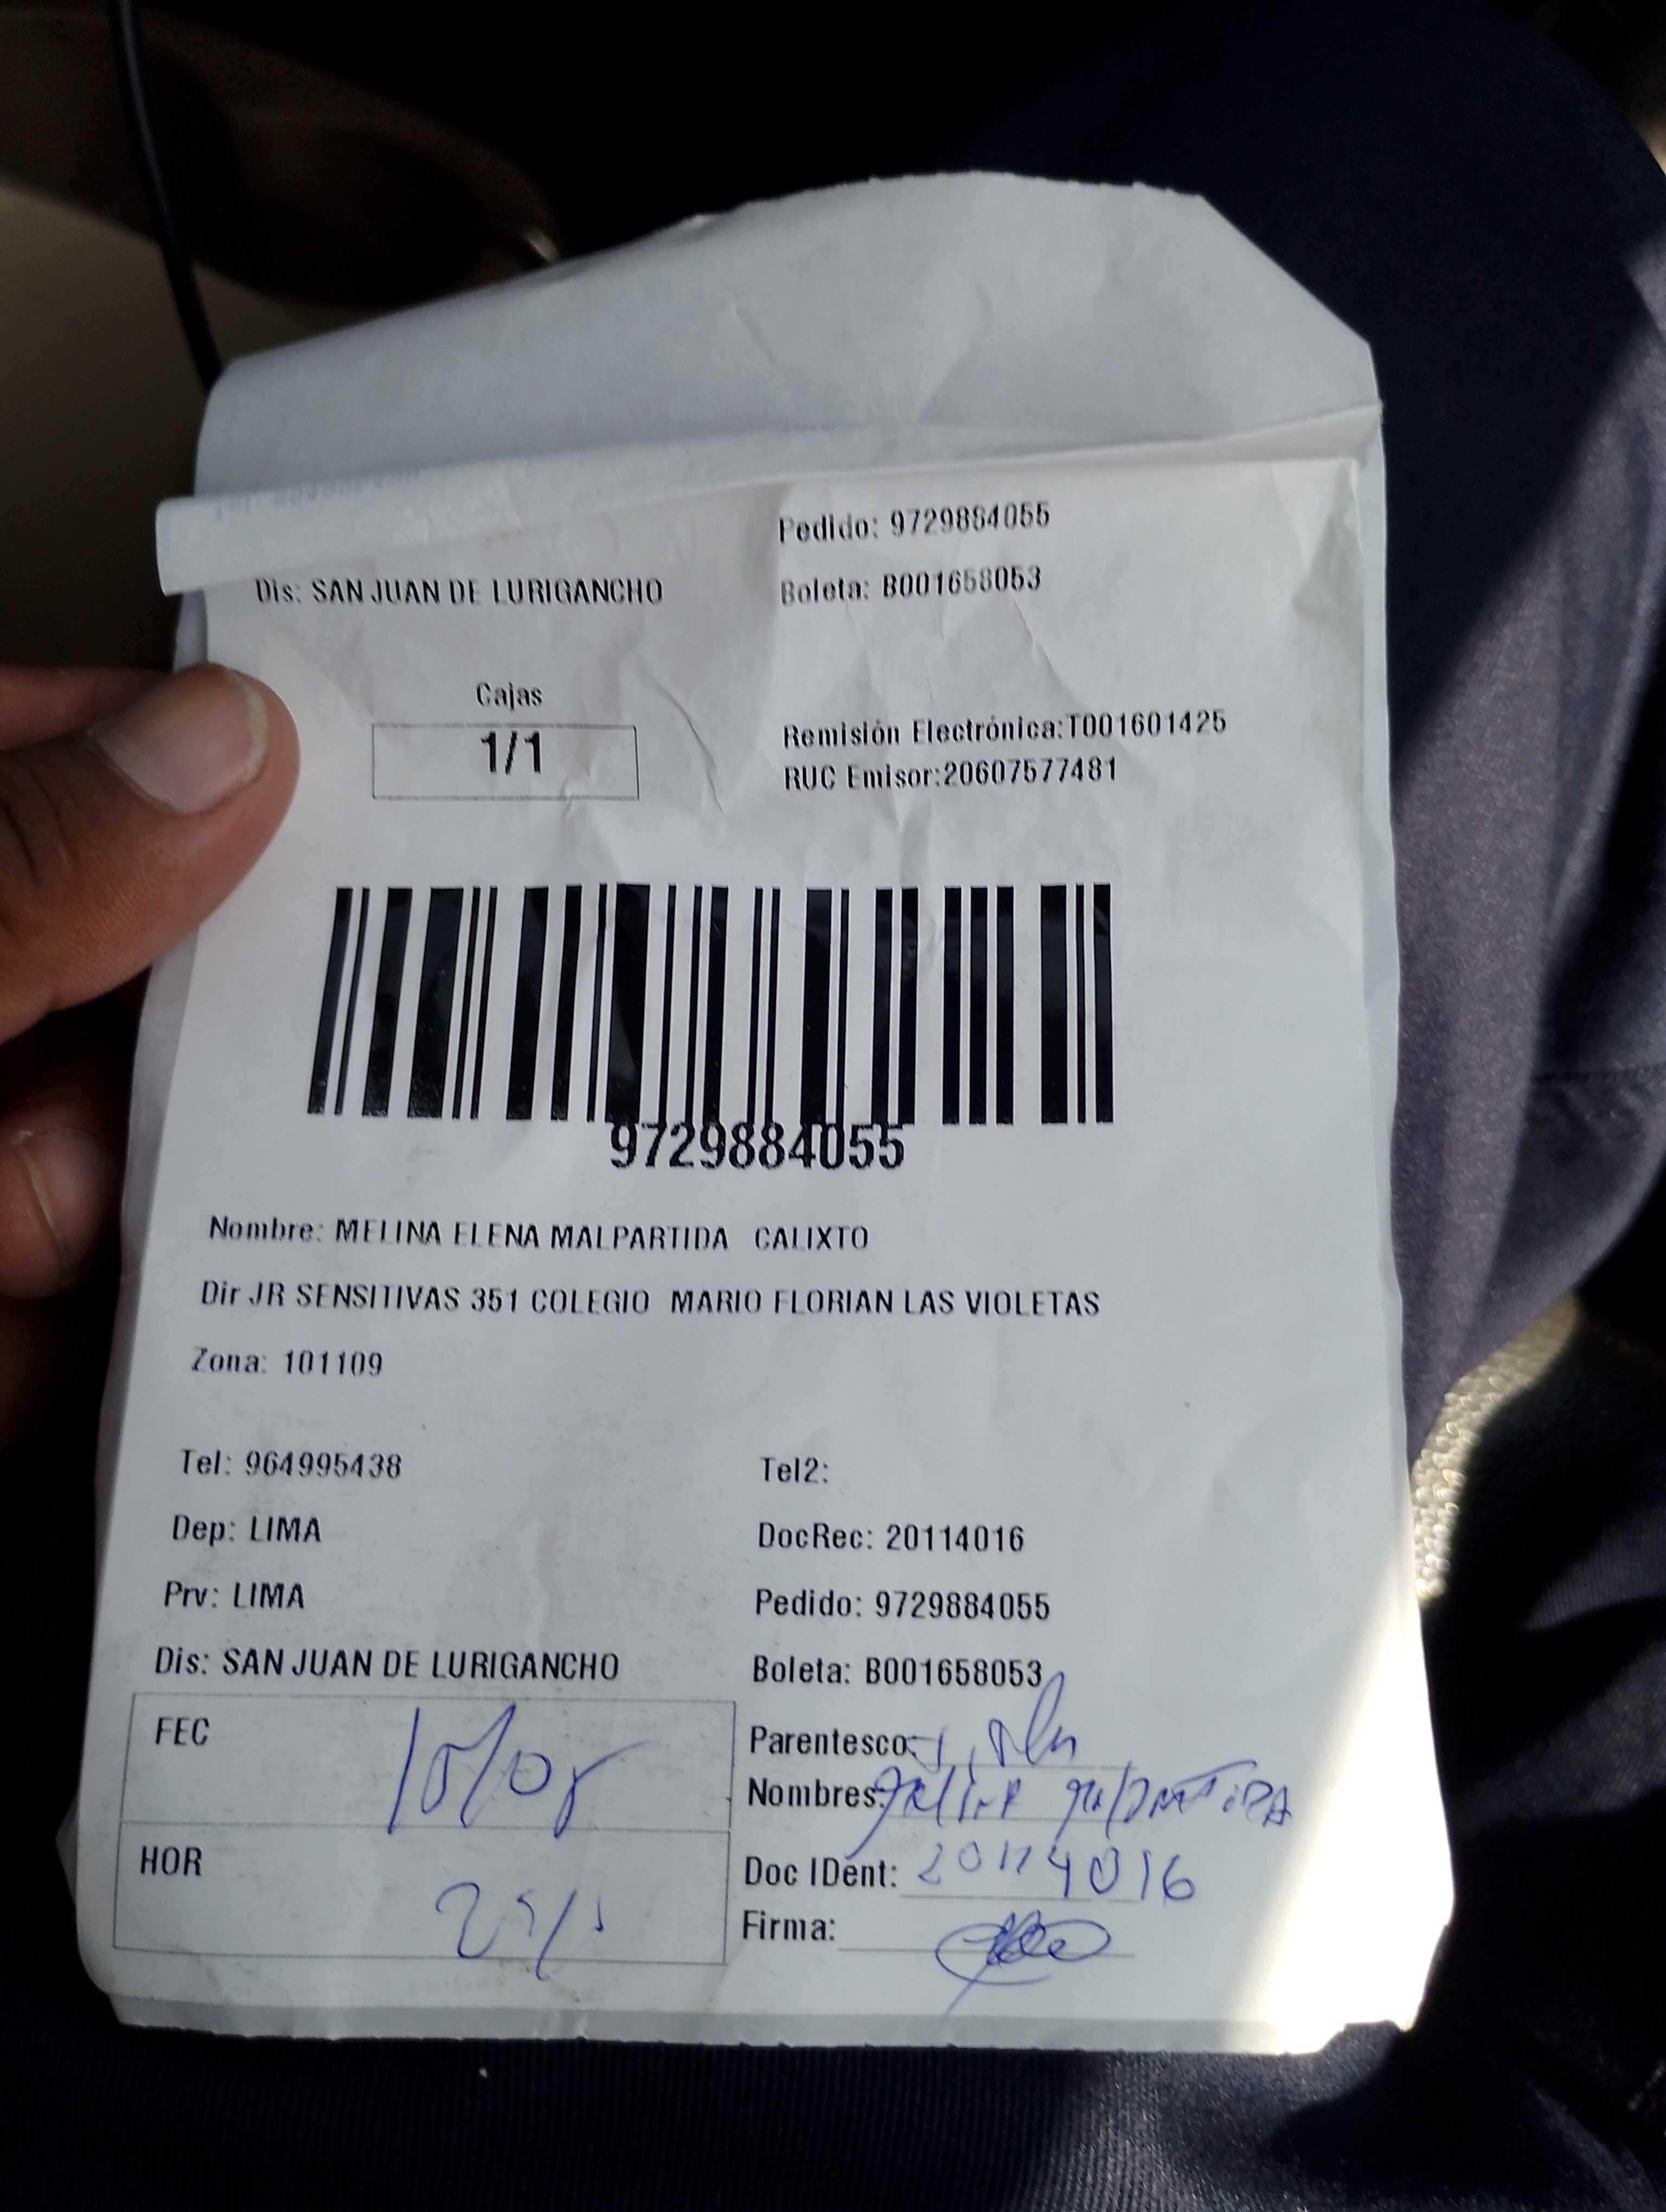 Pedido: 9729884055
Dis: SAN JUAN DE LURIGANCHO
Boleta: B001658053
Cajas
1/1
Remisión Electrónica:T001601425
RUC Emisor:20607577481
9729884055
Nombre: MELINA ELENA MALPARTIDA CALIXTO
Dir JR SENSITIVAS 351 COLEGIO MARIO FLORIAN LAS VIOLETAS
Zona: 101109
Tel: 964995438
Tel2:
Dep: LIMA
DocRec: 20114016
Prv: LIMA
Pedido: 9729884055
Dis: SAN JUAN DE LURIGANCHO
Boleta: B001658053
FEC
Parentesco:
Nombres:
HOR
Doc IDent: 20114016
Firma: